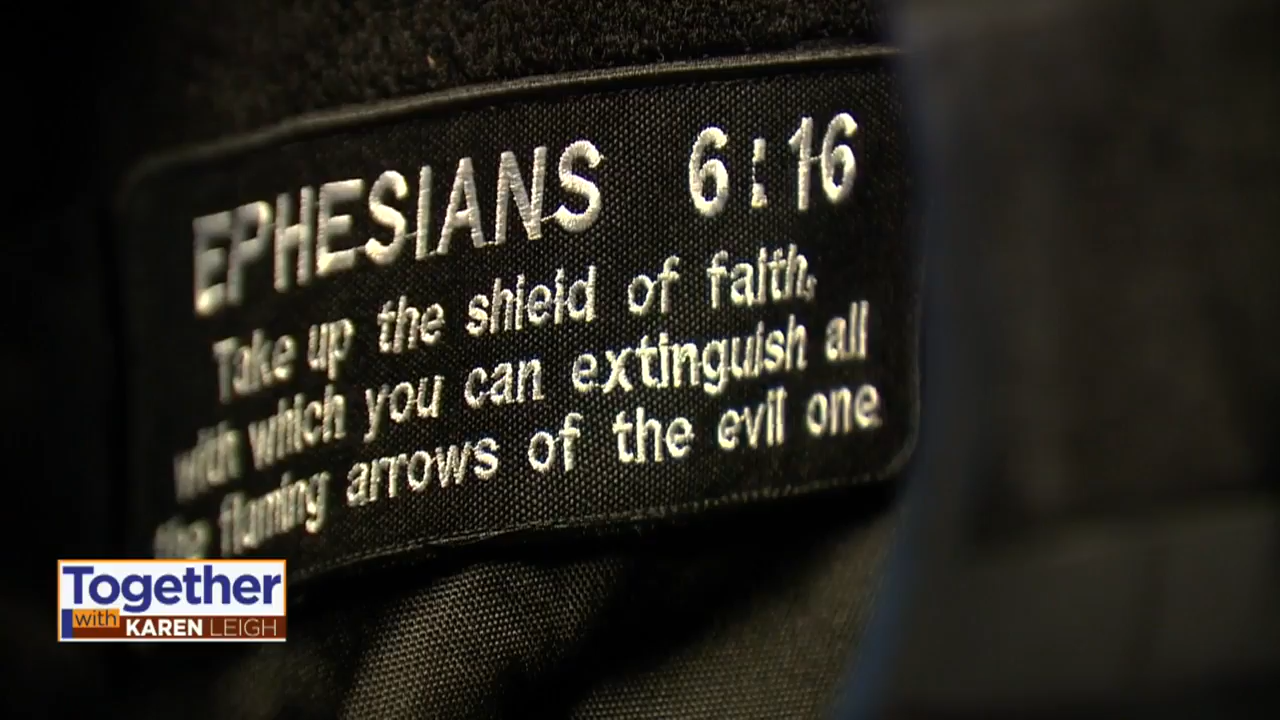 EPHESIANS 6:16
Take up the shield of faith,
with which you can extinguish all
the flaming arrows of the evil one
Together
with KAREN LEIGH